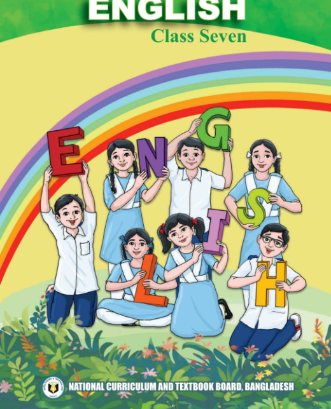 ENGLISH
Class Seven
E N G
L I S H
NATIONAL CURRICULUM AND TEXTBOOK BOARD, BANGLADESH